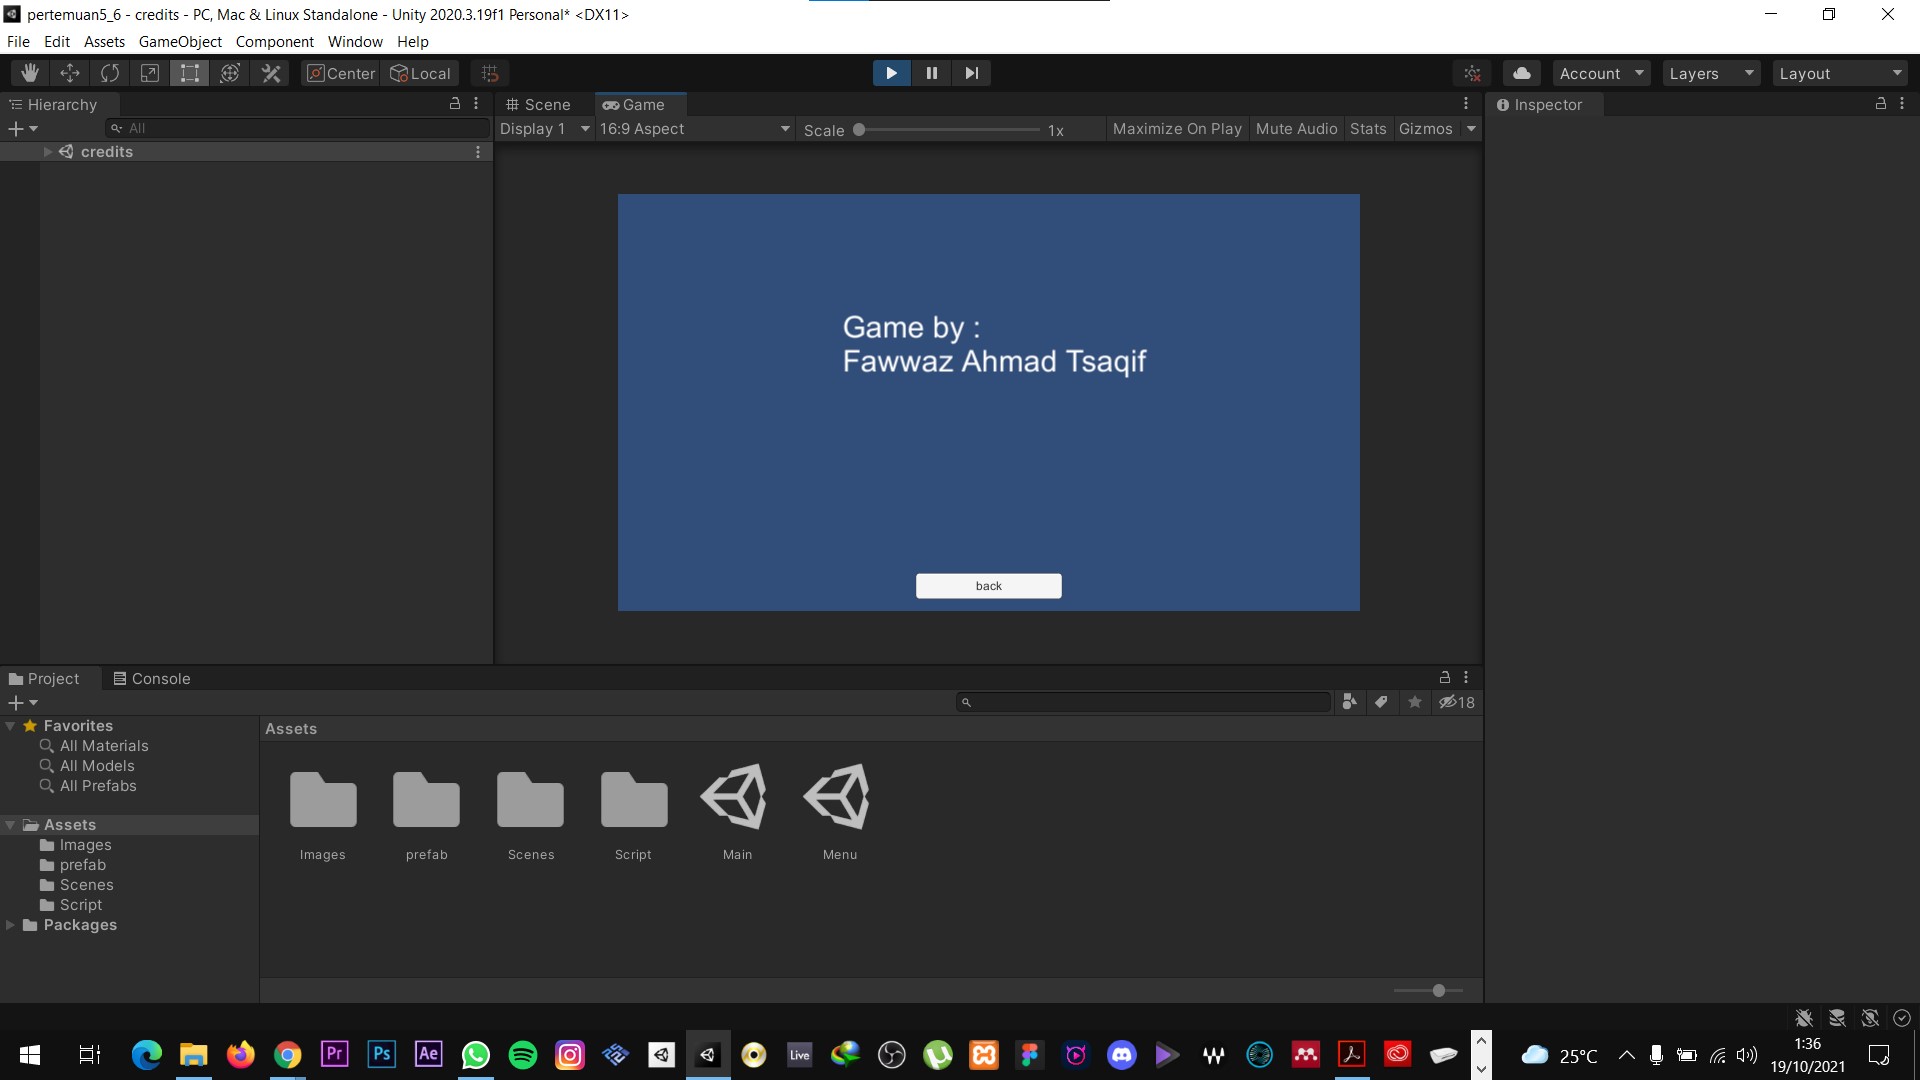 pertemuan5_6 - credits - PC, Mac & Linux Standalone - Unity 2020.3.19f1 Personal* <DX11>
File Edit Assets GameObject Component Window Help
Center Local Account Layers Layout
Hierarchy Scene Game Inspector
All Display 1 16:9 Aspect Scale 1x Maximize On Play Mute Audio Stats Gizmos
credits
Game by :
Fawwaz Ahmad Tsaqif
back
Project Console
18
Favorites
All Materials
All Models
All Prefabs
Assets
Images
prefab
Scenes
Script
Packages
Assets
Images prefab Scenes Script Main Menu
Pr Ps Ae Live W 25°C 1:36
19/10/2021